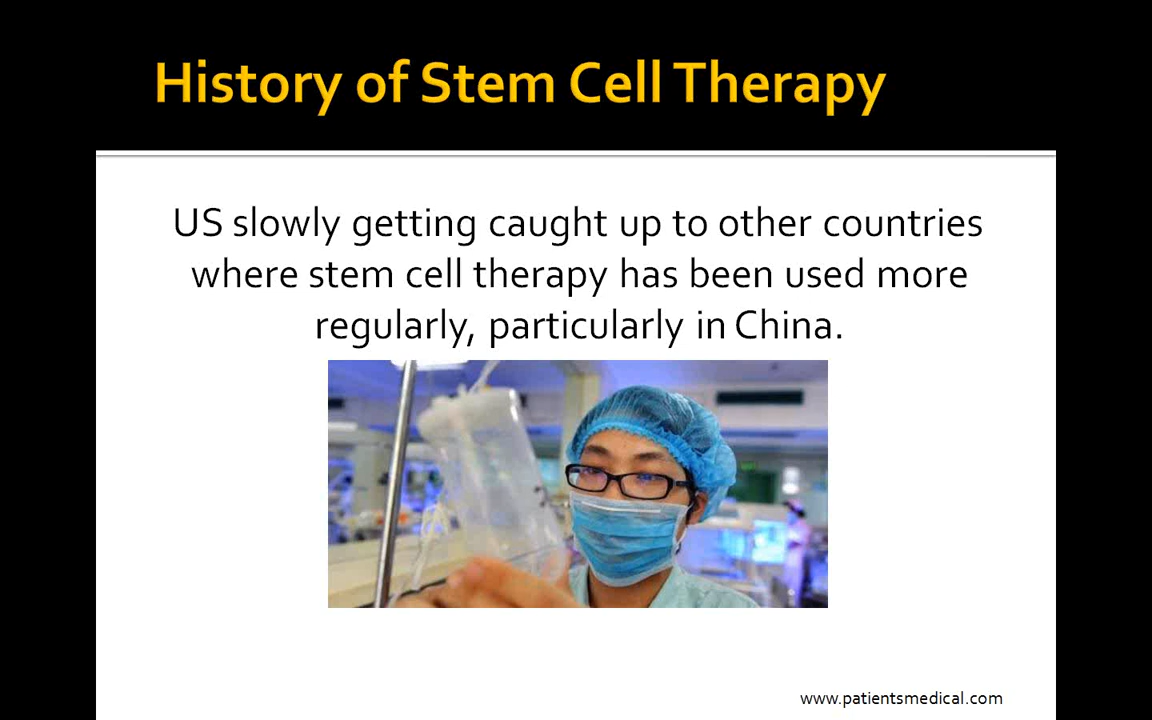 History of Stem Cell Therapy
US slowly getting caught up to other countries
where stem cell therapy has been used more
regularly, particularly in China.
www.patientsmedical.com